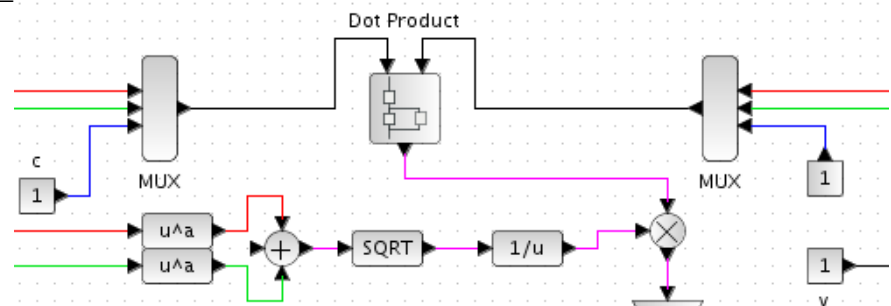 Dot Product
c
1
MUX
MUX
1
u^a
u^a
+
SQRT
1/u
×
1
v